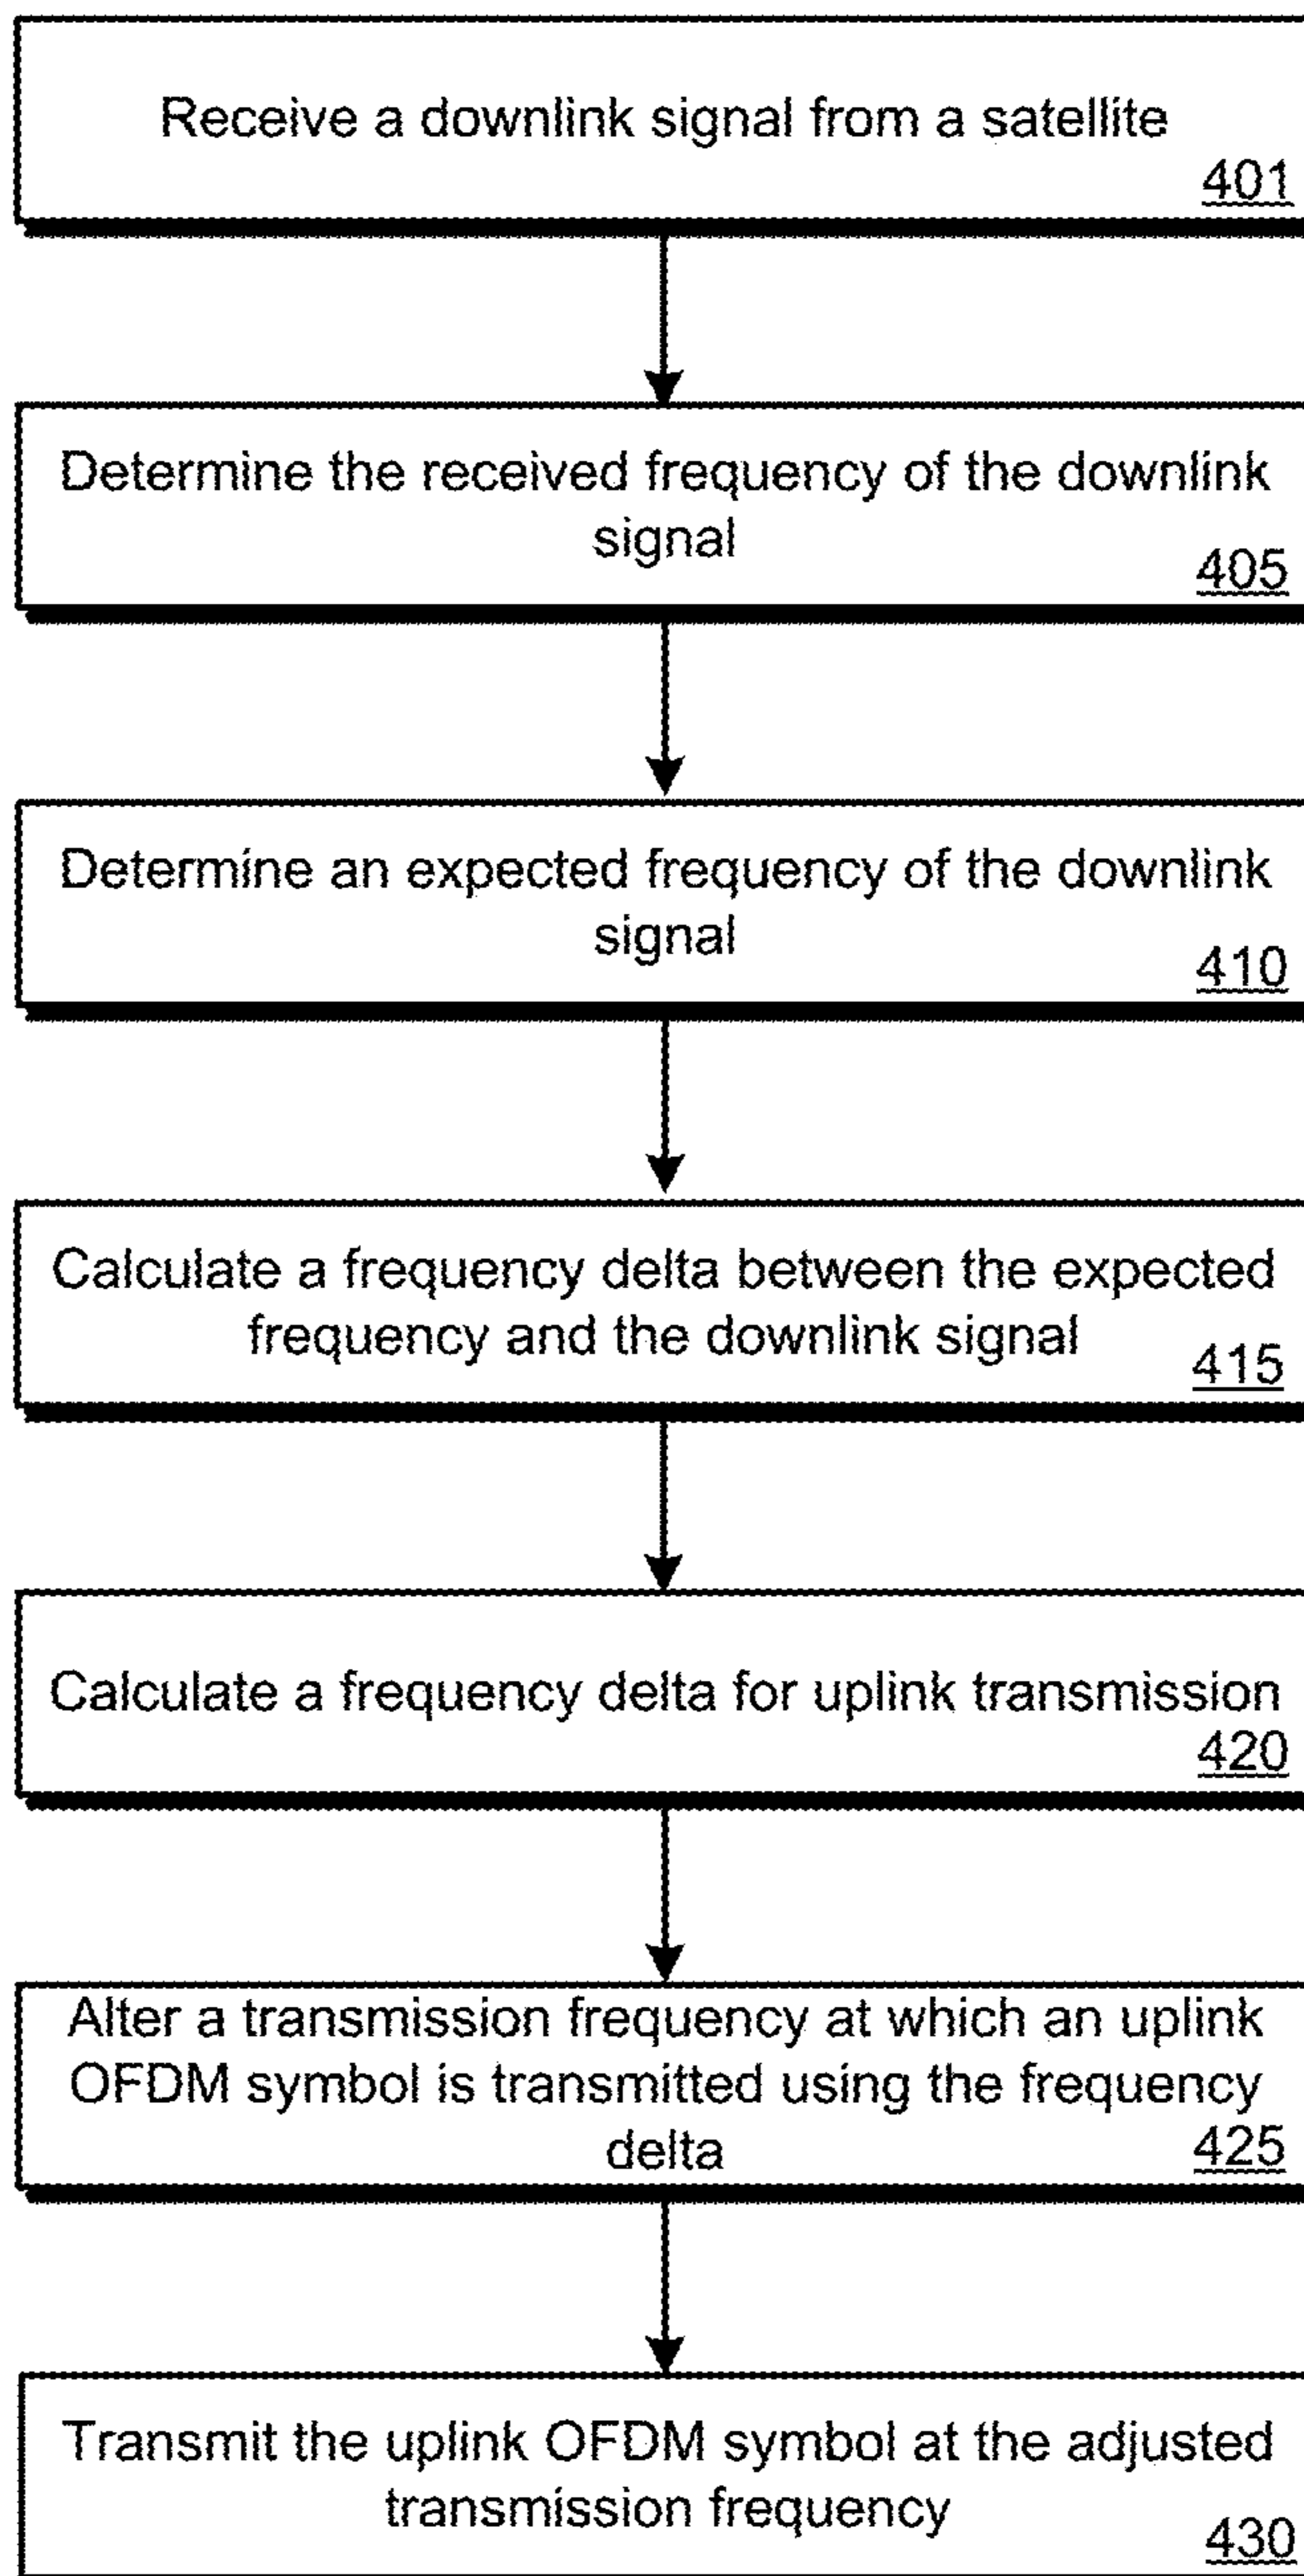 Receive a downlink signal from a satellite
401
Determine the received frequency of the downlink
signal
405
Determine an expected frequency of the downlink
signal
410
Calculate a frequency delta between the expected
frequency and the downlink signal
415
Calculate a frequency delta for uplink transmission
420
Alter a transmission frequency at which an uplink
OFDM symbol is transmitted using the frequency
delta
425
Transmit the uplink OFDM symbol at the adjusted
transmission frequency
430